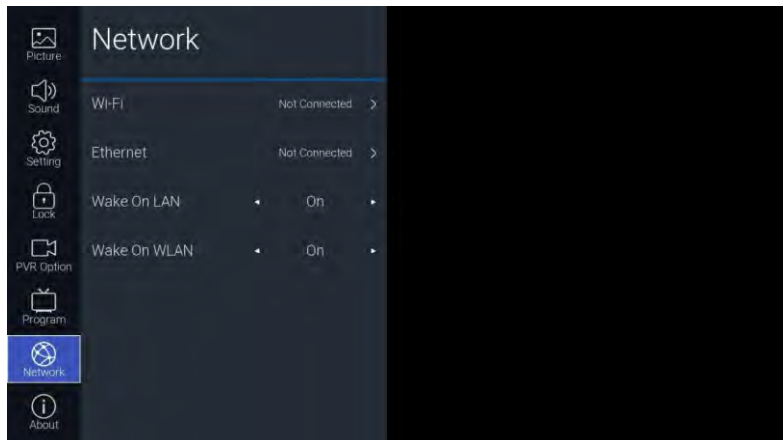 Picture
Sound
Setting
Lock
PVR Option
Program
Network
About
Network
Wi-Fi Not Connected
Ethernet Not Connected
Wake On LAN On
Wake On WLAN On